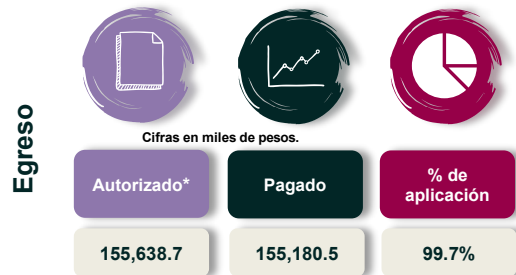 Egreso
Cifras en miles de pesos.
Autorizado*
Pagado
% de
aplicación
155,638.7
155,180.5
99.7%